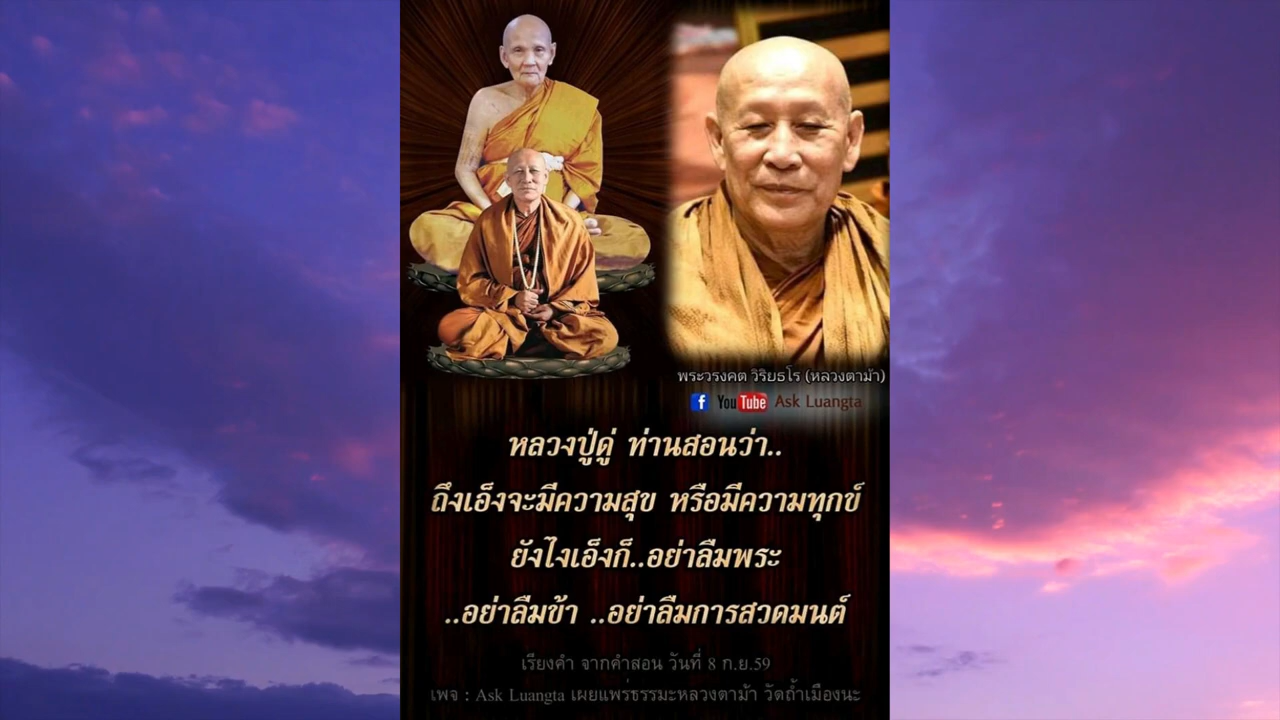 พระวรงคต วิริยธโร (หลวงตาม้า)
f YouTube Ask Luangta
หลวงปู่ดู่ ท่านสอนว่า..
ถึงเอ็งจะมีความสุข หรือมีความทุกข์
ยังไงเอ็งก็..อย่าลืมพระ
..อย่าลืมข้า ..อย่าลืมการสวดมนต์
เรียงคำ จากคำสอน วันที่ 8 ก.ย.59
เพจ : Ask Luangta เผยแพร่ธรรมะหลวงตาม้า วัดถ้ำเมืองนะ